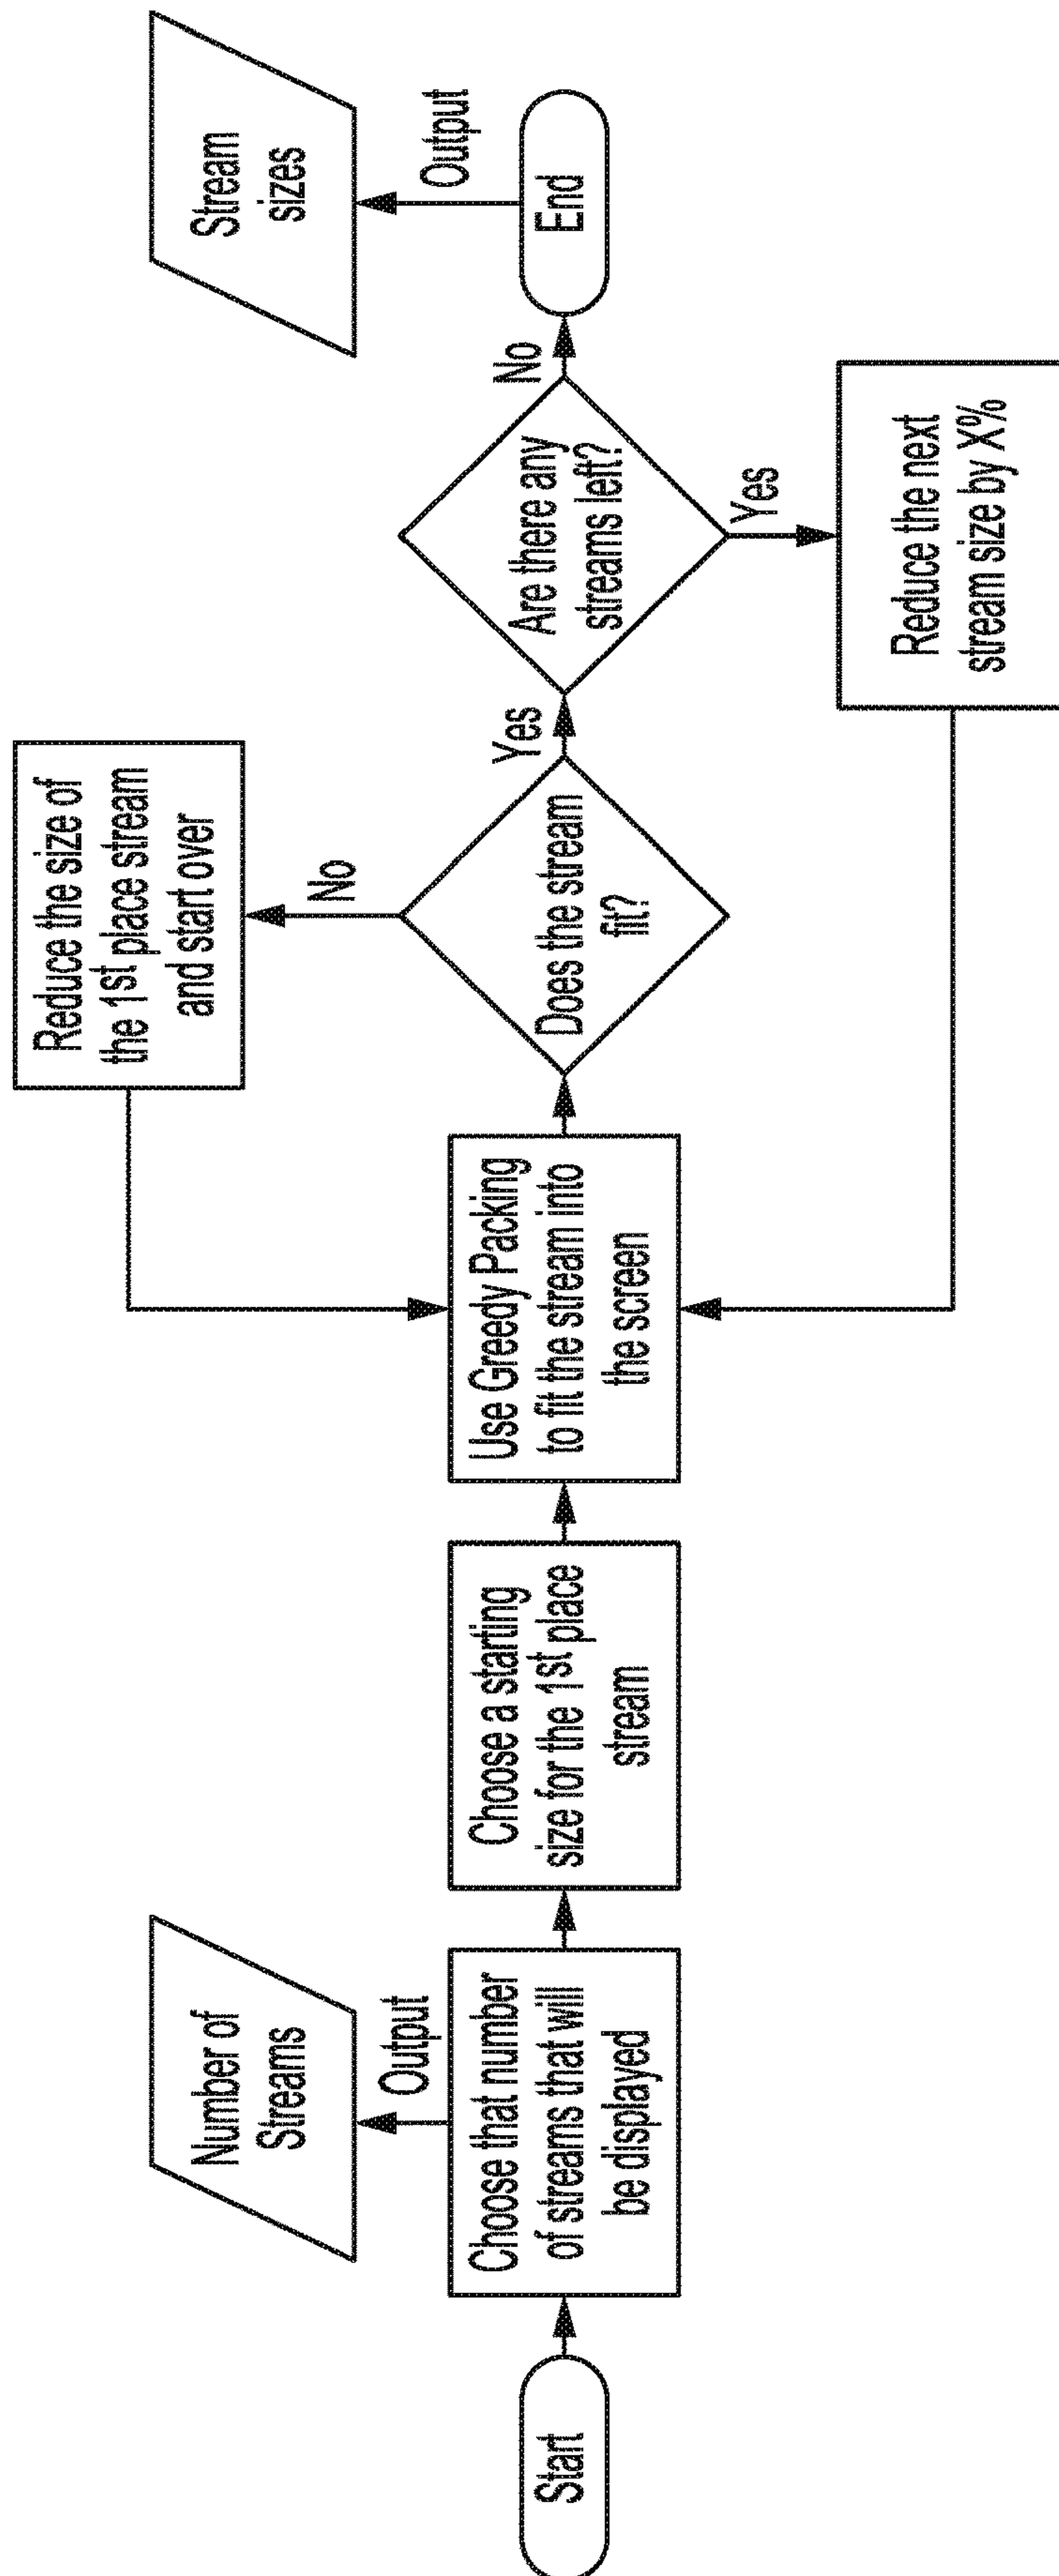 Start
Choose that number
of streams that will
be displayed
Output
Number of
Streams
Choose a starting
size for the 1st place
stream
Use Greedy Packing
to fit the stream into
the screen
Does the stream
fit?
No
Reduce the size of
the 1st place stream
and start over
Yes
Are there any
streams left?
Yes
Reduce the next
stream size by X%
No
End
Output
Stream
sizes